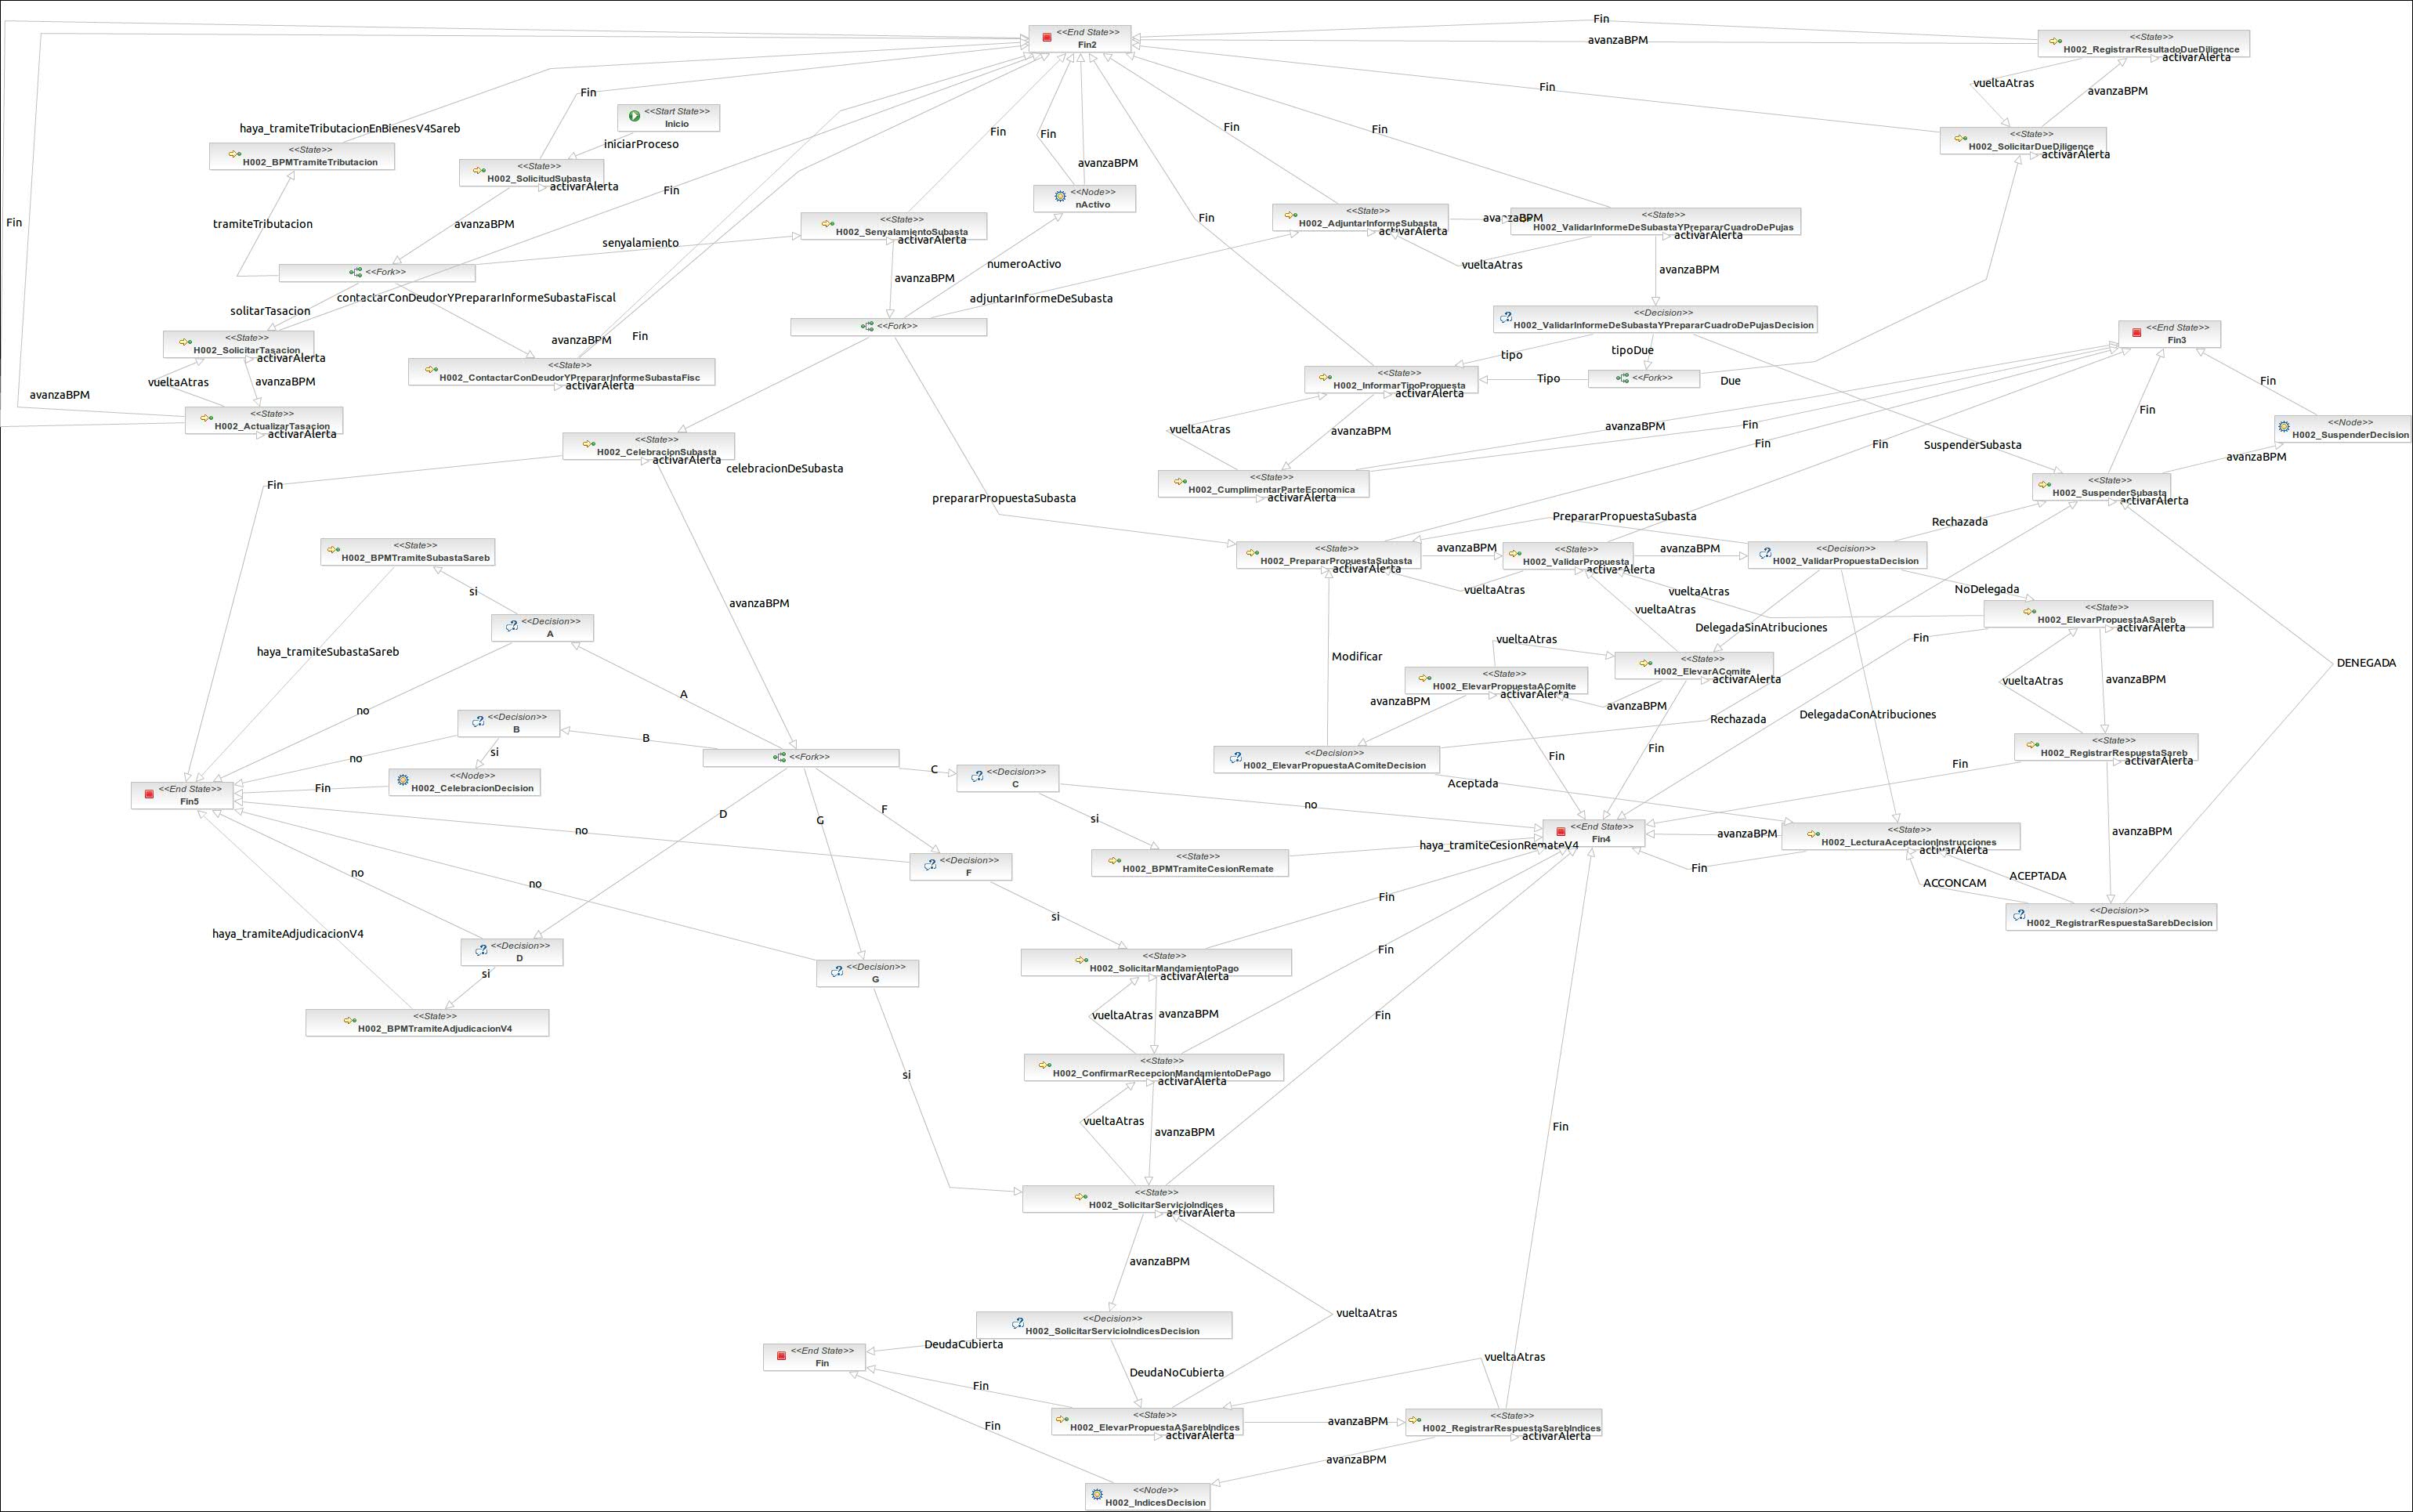 Fin
<<End State>>
Fin2
avanzaBPM
<<State>>
H002_RegistrarResultadoDueDiligence
activarAlerta
vueltaAtras
avanzaBPM
Fin
Fin
<<Start State>>
Inicio
iniciarProceso
haya_tramiteTributacionEnBienesV4Sareb
<<State>>
H002_BPMTramiteTributacion
<<State>>
H002_SolicitudSubasta
activarAlerta
Fin
Fin
avanzaBPM
Fin
Fin
<<State>>
H002_SolicitarDueDiligence
activarAlerta
Fin
<<Node>>
nActivo
Fin
tramiteTributacion
avanzaBPM
senyalamiento
<<State>>
H002_SenyalamientoSubasta
activarAlerta
Fin
<<State>>
H002_AdjuntarInformeSubasta
activarAlerta
avanzaBPM
<<State>>
H002_ValidarInformeDeSubastaYPrepararCuadroDePujas
activarAlerta
vueltaAtras
avanzaBPM
<<Fork>>
avanzaBPM
numeroActivo
adjuntarInformeDeSubasta
contactarConDeudorYPrepararInformeSubastaFiscal
solitarTasacion
<<Fork>>
<<Decision>>
H002_ValidarInformeDeSubastaYPrepararCuadroDePujasDecision
<<State>>
H002_SolicitarTasacion
activarAlerta
avanzaBPM
Fin
tipo
tipoDue
<<End State>>
Fin3
vueltaAtras
avanzaBPM
<<State>>
H002_ContactarConDeudorYPrepararInformeSubastaFisc
activarAlerta
<<State>>
H002_InformarTipoPropuesta
activarAlerta
Tipo
<<Fork>>
Due
Fin
avanzaBPM
<<State>>
H002_ActualizarTasacion
activarAlerta
vueltaAtras
avanzaBPM
avanzaBPM
Fin
Fin
<<Node>>
H002_SuspenderDecision
<<State>>
H002_CelebracionSubasta
activarAlerta
celebracionDeSubasta
Fin
Fin
SuspenderSubasta
avanzaBPM
Fin
prepararPropuestaSubasta
<<State>>
H002_CumplimentarParteEconomica
activarAlerta
<<State>>
H002_SuspenderSubasta
activarAlerta
PrepararPropuestaSubasta
Rechazada
<<State>>
H002_BPMTramiteSubastaSareb
<<State>>
H002_PrepararPropuestaSubasta
activarAlerta
avanzaBPM
<<State>>
H002_ValidarPropuesta
activarAlerta
avanzaBPM
<<Decision>>
H002_ValidarPropuestaDecision
si
avanzaBPM
vueltaAtras
vueltaAtras
vueltaAtras
NoDelegada
<<Decision>>
A
<<State>>
H002_ElevarPropuestaASareb
activarAlerta
haya_tramiteSubastaSareb
Modificar
vueltaAtras
DelegadaSinAtribuciones
Fin
<<State>>
H002_ElevarAComite
activarAlerta
DENEGADA
A
<<State>>
H002_ElevarPropuestaAComite
activarAlerta
vueltaAtras
avanzaBPM
no
avanzaBPM
avanzaBPM
Rechazada
DelegadaConAtribuciones
<<Decision>>
B
B
si
no
<<Fork>>
<<Decision>>
H002_ElevarPropuestaAComiteDecision
Fin
Fin
<<State>>
H002_RegistrarRespuestaSareb
activarAlerta
Fin
<<Node>>
H002_CelebracionDecision
Fin
C
<<Decision>>
C
Aceptada
<<End State>>
Fin5
no
D
G
F
no
si
<<End State>>
Fin4
haya_tramiteCesionRemateV4
avanzaBPM
<<State>>
H002_LecturaAceptacionInstrucciones
activarAlerta
avanzaBPM
<<State>>
H002_BPMTramiteCesionRemate
Fin
no
no
<<Decision>>
F
Fin
ACCONCAM
ACEPTADA
<<Decision>>
H002_RegistrarRespuestaSarebDecision
haya_tramiteAdjudicacionV4
si
<<Decision>>
D
si
<<Decision>>
G
<<State>>
H002_SolicitarMandamientoPago
activarAlerta
Fin
<<State>>
H002_BPMTramiteAdjudicacionV4
vueltaAtras
avanzaBPM
Fin
si
<<State>>
H002_ConfirmarRecepcionMandamientoDePago
activarAlerta
vueltaAtras
avanzaBPM
Fin
<<State>>
H002_SolicitarServicioIndices
activarAlerta
avanzaBPM
vueltaAtras
<<Decision>>
H002_SolicitarServicioIndicesDecision
<<End State>>
Fin
DeudaCubierta
DeudaNoCubierta
vueltaAtras
Fin
<<State>>
H002_ElevarPropuestaASarebIndices
activarAlerta
avanzaBPM
<<State>>
H002_RegistrarRespuestaSarebIndices
activarAlerta
Fin
avanzaBPM
<<Node>>
H002_IndicesDecision